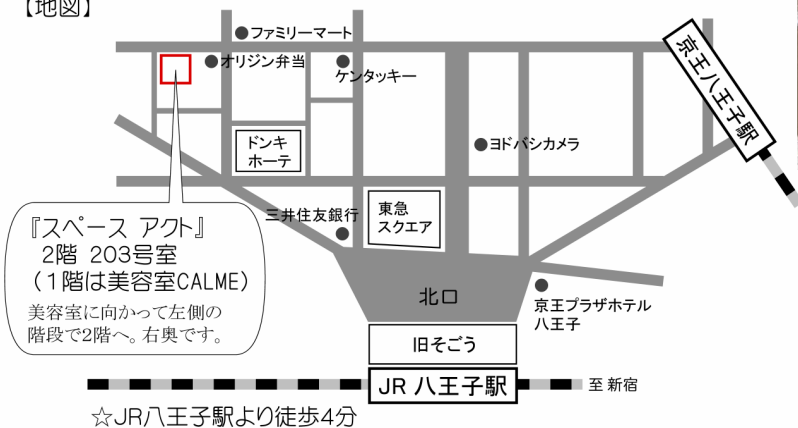 【地図】
ファミリーマート
オリジン弁当
ケンタッキー
京王八王子駅
ドンキ
ホーテ
ヨドバシカメラ
三井住友銀行
東急
スクエア
『スペース アクト』
2階 203号室
(1階は美容室CALME)
美容室に向かって左側の
階段で2階へ。右奥です。
北口
京王プラザホテル
八王子
旧そごう
JR 八王子駅
至 新宿
☆JR八王子駅より徒歩4分